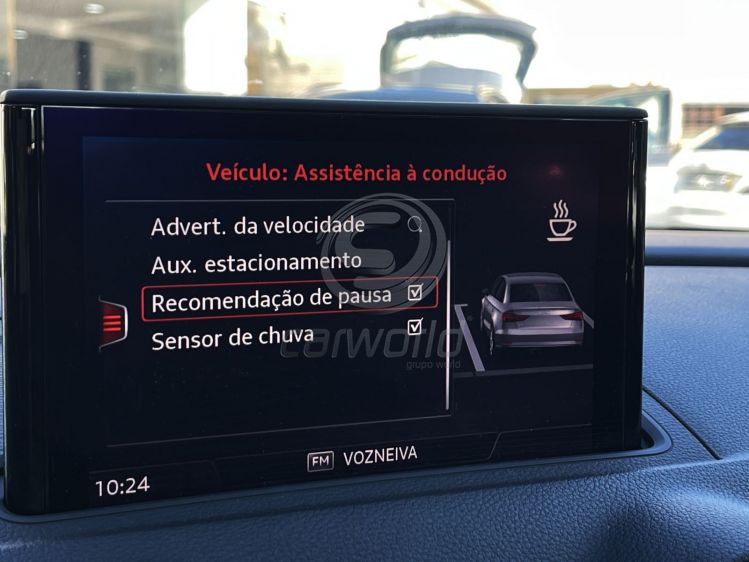 Veículo: Assistência à condução
Advert. da velocidade
Aux. estacionamento
Recomendação de pausa
Sensor de chuva
carworld
grupo world
FM VOZNEIVA
10:24